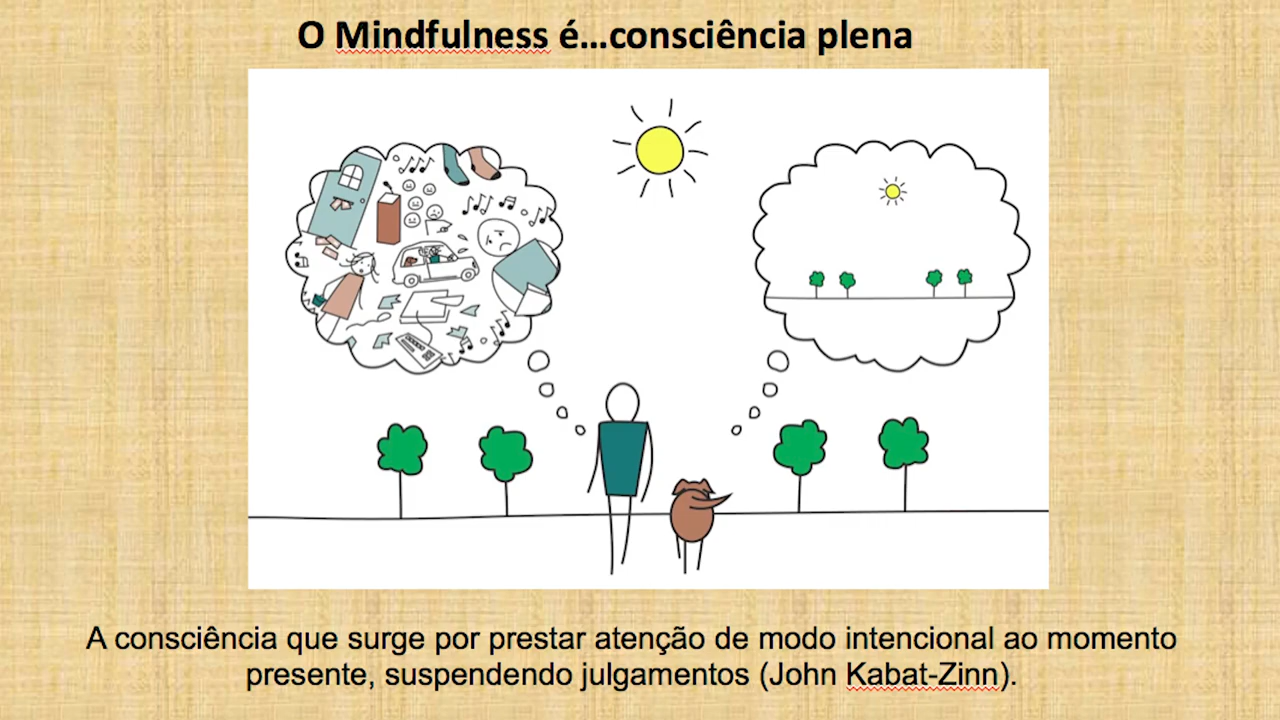 O Mindfulness é...consciência plena
A consciência que surge por prestar atenção de modo intencional ao momento
presente, suspendendo julgamentos (John Kabat-Zinn).